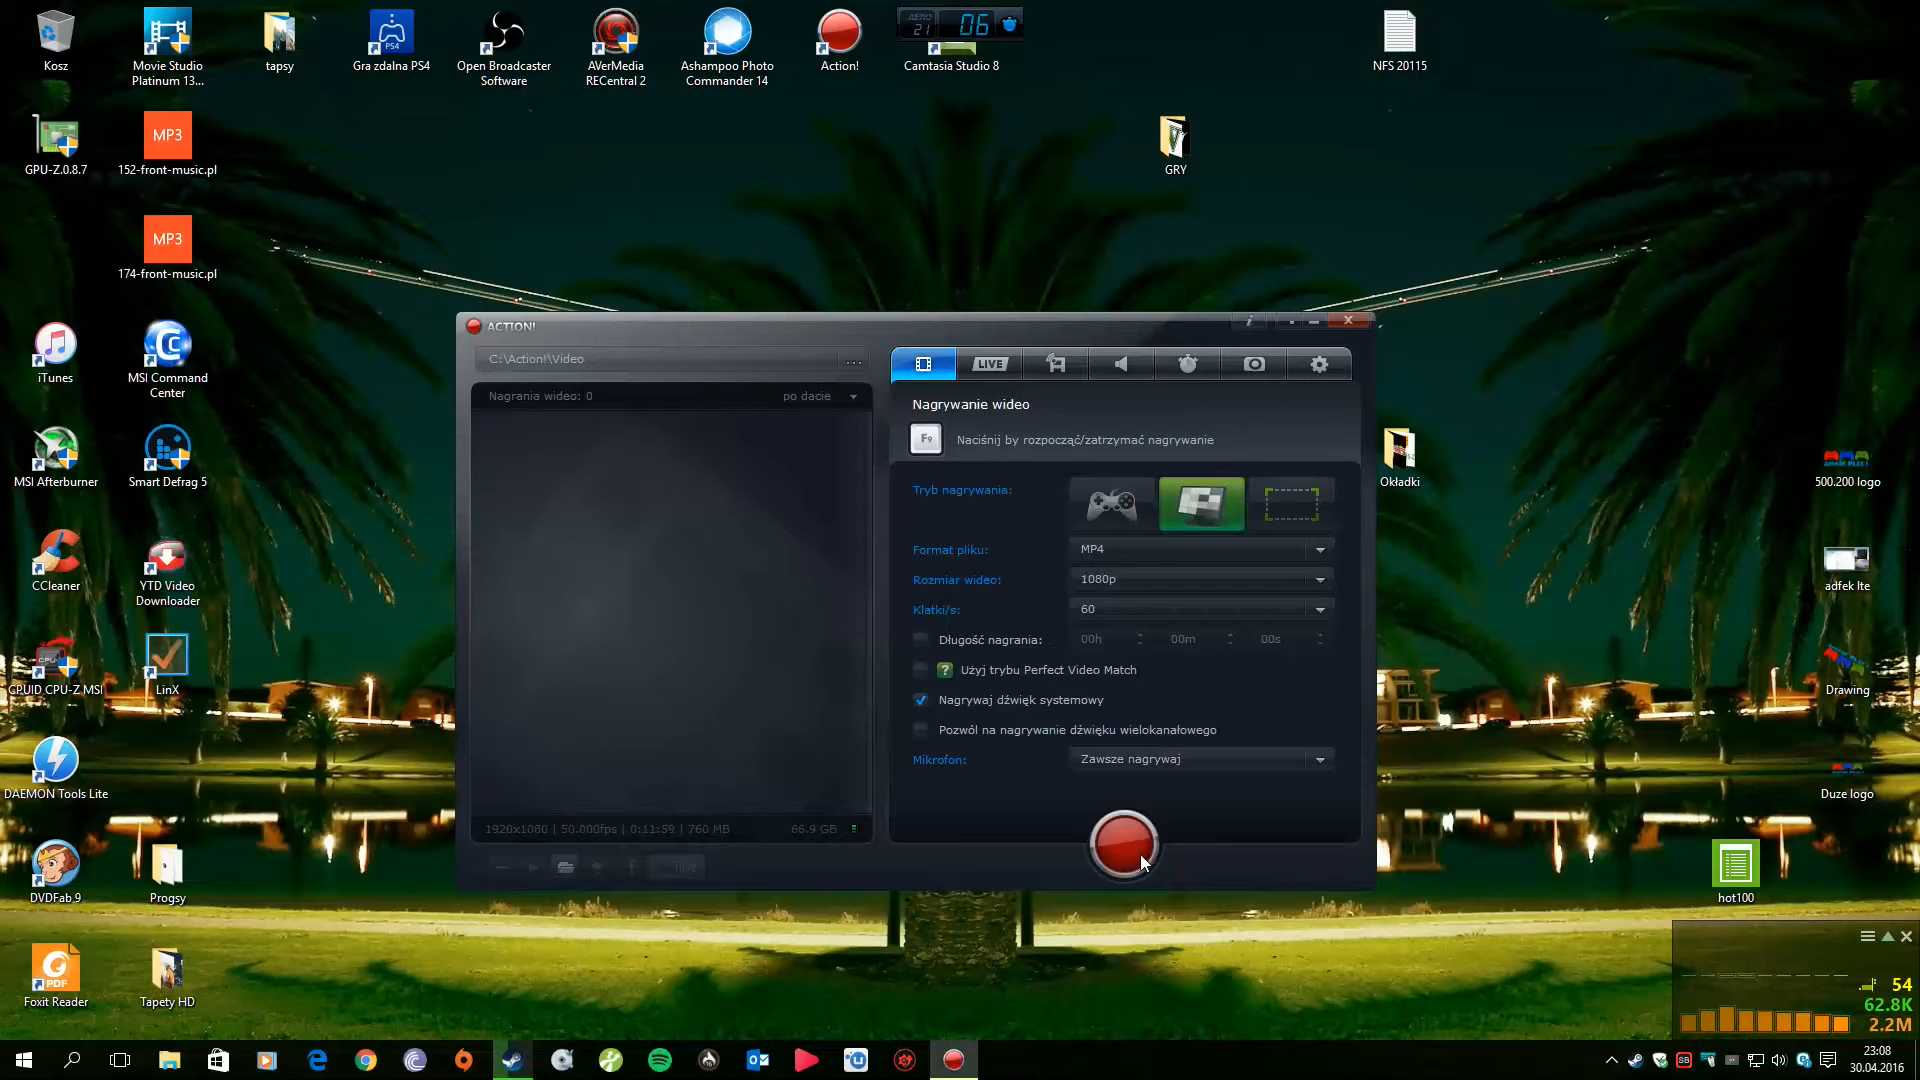 Kosz
Movie Studio
Platinum 13...
tapsy
PS4
Gra zdalna PS4
Open Broadcaster
Software
AVerMedia
RECentral 2
Ashampoo Photo
Commander 14
Action!
AERO
21
06
Camtasia Studio 8
NFS 20115
GPU-Z.0.8.7
MP3
152-front-music.pl
GRY
MP3
174-front-music.pl
iTunes
MSI Command
Center
MSI Afterburner
Smart Defrag 5
CCleaner
YTD Video
Downloader
CPUID CPU-Z MSI
LinX
DAEMON Tools Lite
DVDFab 9
Progsy
PDF
Foxit Reader
Tapety HD
ACTION!
C:\Action!\Video
...
Nagrania wideo: 0
po dacie
1920x1080 | 50.000fps | 0:11:59 | 760 MB
66.9 GB
LIVE
Nagrywanie wideo
F9
Naciśnij by rozpocząć/zatrzymać nagrywanie
Tryb nagrywania:
Format pliku:
MP4
Rozmiar wideo:
1080p
Klatki/s:
60
Długość nagrania:
00h
00m
00s
Użyj trybu Perfect Video Match
Nagrywaj dźwięk systemowy
Pozwól na nagrywanie dźwięku wielokanałowego
Mikrofon:
Zawsze nagrywaj
Okładki
500.200 logo
adfek lte
Drawing
Duze logo
hot100
54
62.8K
2.2M
23:08
30.04.2016